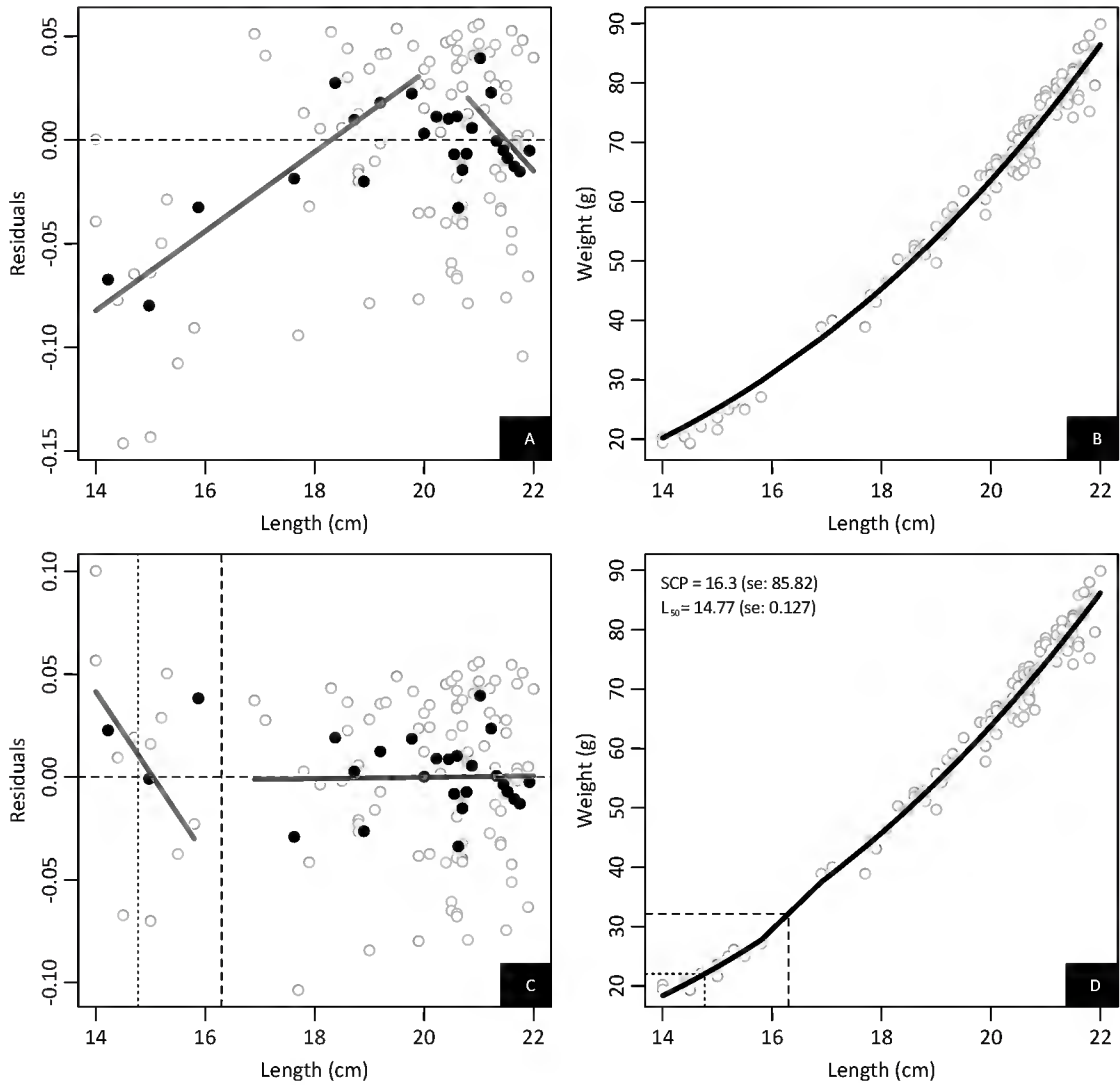 0.05
0.00
-0.05
-0.10
-0.15
Residuals
14 16 18 20 22
Length (cm)
A
90
80
70
60
50
40
30
20
Weight (g)
14 16 18 20 22
Length (cm)
B
0.10
0.05
0.00
-0.05
-0.10
Residuals
14 16 18 20 22
Length (cm)
C
SCP = 16.3 (se: 85.82)
L50= 14.77 (se: 0.127)
90
80
70
60
50
40
30
20
Weight (g)
14 16 18 20 22
Length (cm)
D